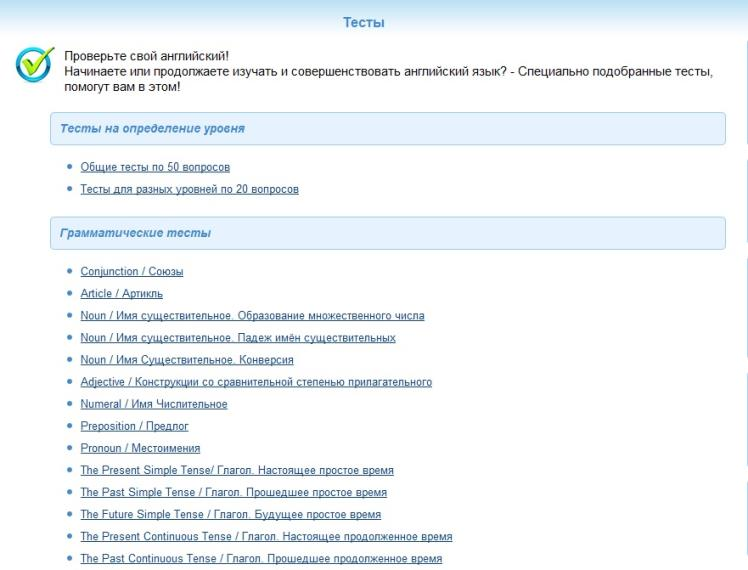 Тесты
Проверьте свой английский!
Начинаете или продолжаете изучать и совершенствовать английский язык? - Специально подобранные тесты,
помогут вам в этом!
Тесты на определение уровня
Общие тесты по 50 вопросов
Тесты для разных уровней по 20 вопросов
Грамматические тесты
Conjunction / Союзы
Article / Артикль
Noun / Имя существительное. Образование множественного числа
Noun / Имя существительное. Падеж имён существительных
Noun / Имя Существительное. Конверсия
Adjective / Конструкции со сравнительной степенью прилагательного
Numeral / Имя Числительное
Preposition / Предлог
Pronoun / Местоимения
The Present Simple Tense/ Глагол. Настоящее простое время
The Past Simple Tense / Глагол. Прошедшее простое время
The Future Simple Tense / Глагол. Будущее простое время
The Present Continuous Tense / Глагол. Настоящее продолженное время
The Past Continuous Tense / Глагол. Прошедшее продолженное время